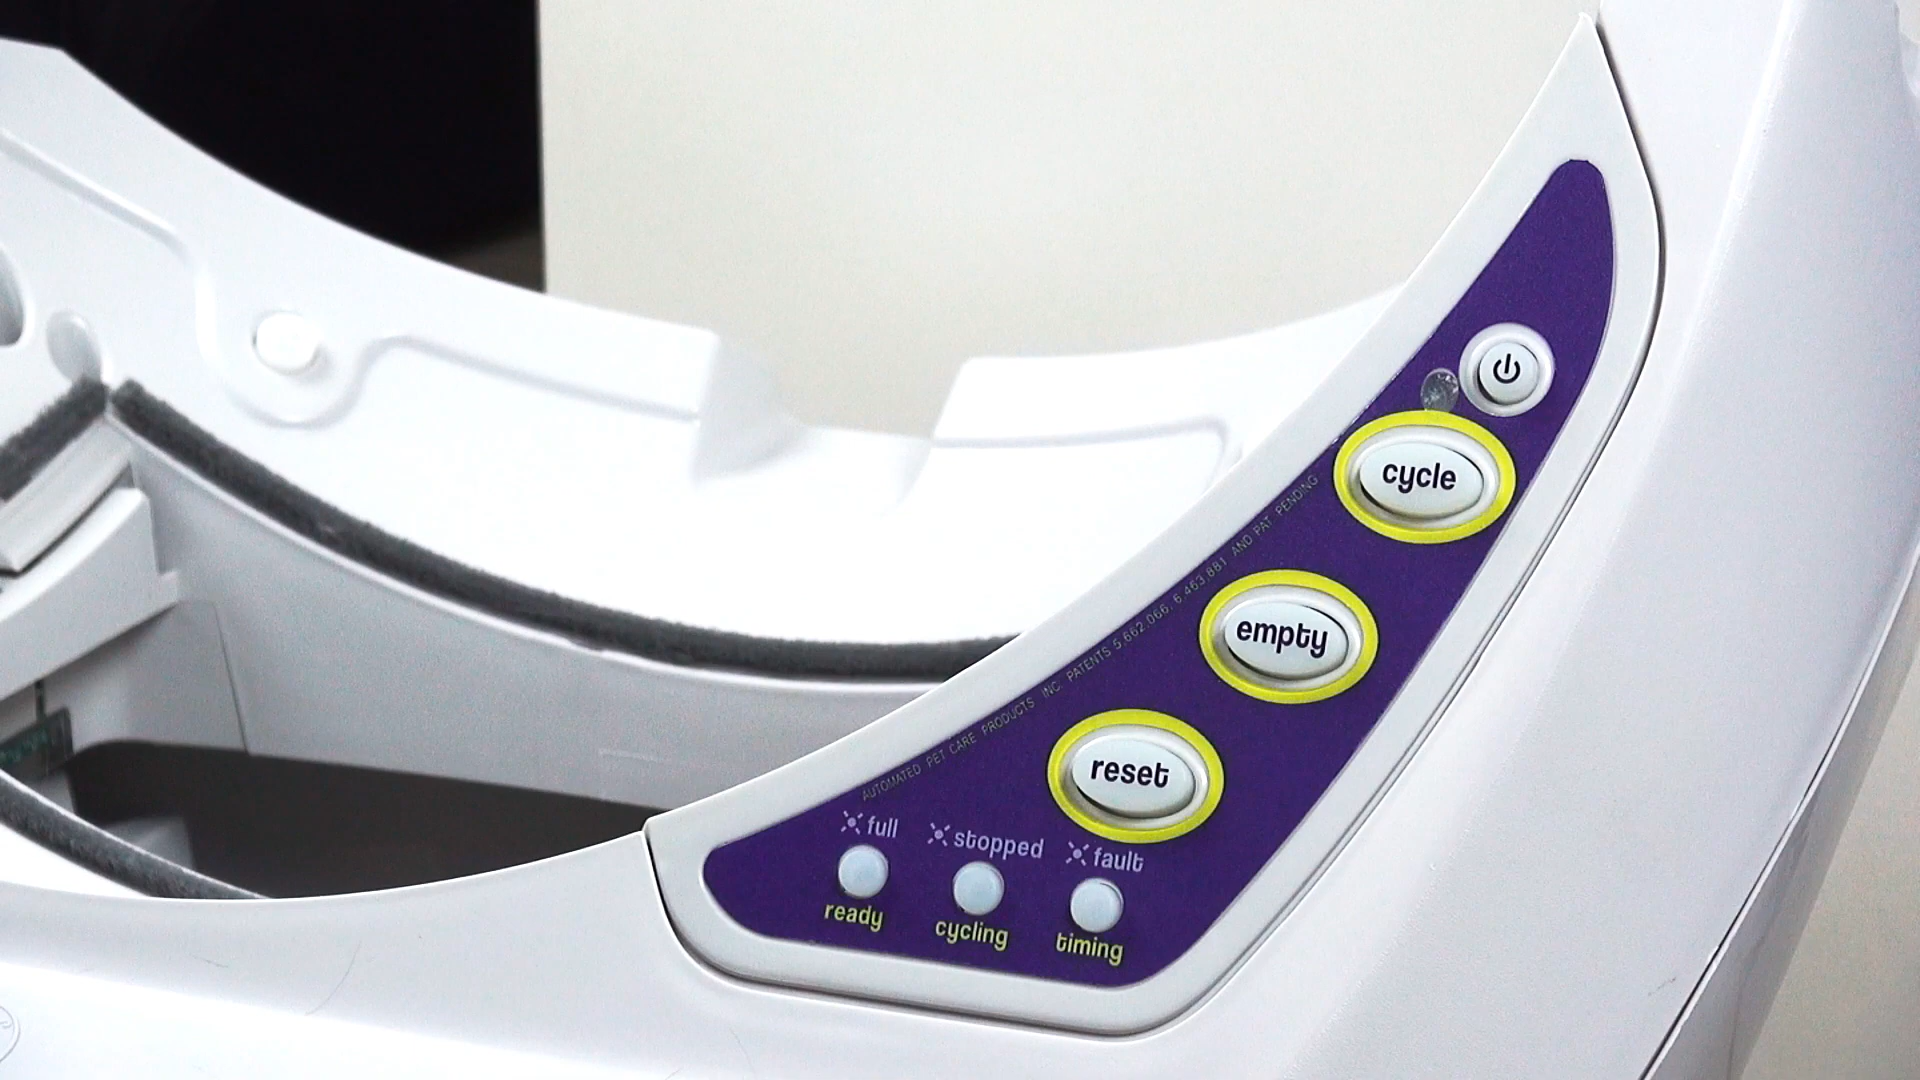 cycle
empty
reset
AUTOMATED PET CARE PRODUCTS INC. PATENTS 5,662,066. 6,463,881 AND PAT. PENDING
full
stopped
fault
ready
cycling
timing